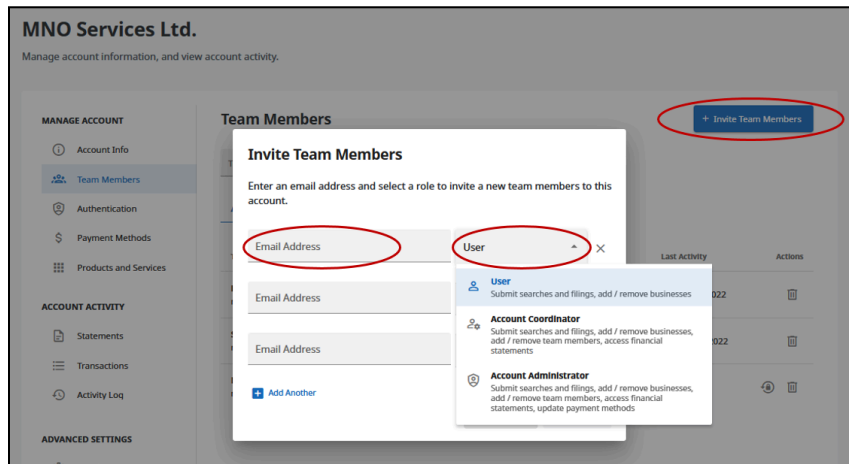 MNO Services Ltd.
Manage account information, and view account activity.
MANAGE ACCOUNT
Account Info
Team Members
Authentication
Payment Methods
Products and Services
ACCOUNT ACTIVITY
Statements
Transactions
Activity Log
ADVANCED SETTINGS
Team Members
+ Invite Team Members
Invite Team Members
Enter an email address and select a role to invite a new team members to this
account.
Email Address
User
Email Address
Email Address
Add Another
User
Submit searches and filings, add / remove businesses
Account Coordinator
Submit searches and filings, add / remove businesses,
add / remove team members, access financial
statements
Account Administrator
Submit searches and filings, add / remove businesses,
add / remove team members, access financial
statements, update payment methods
Last Activity
Actions
022
2022